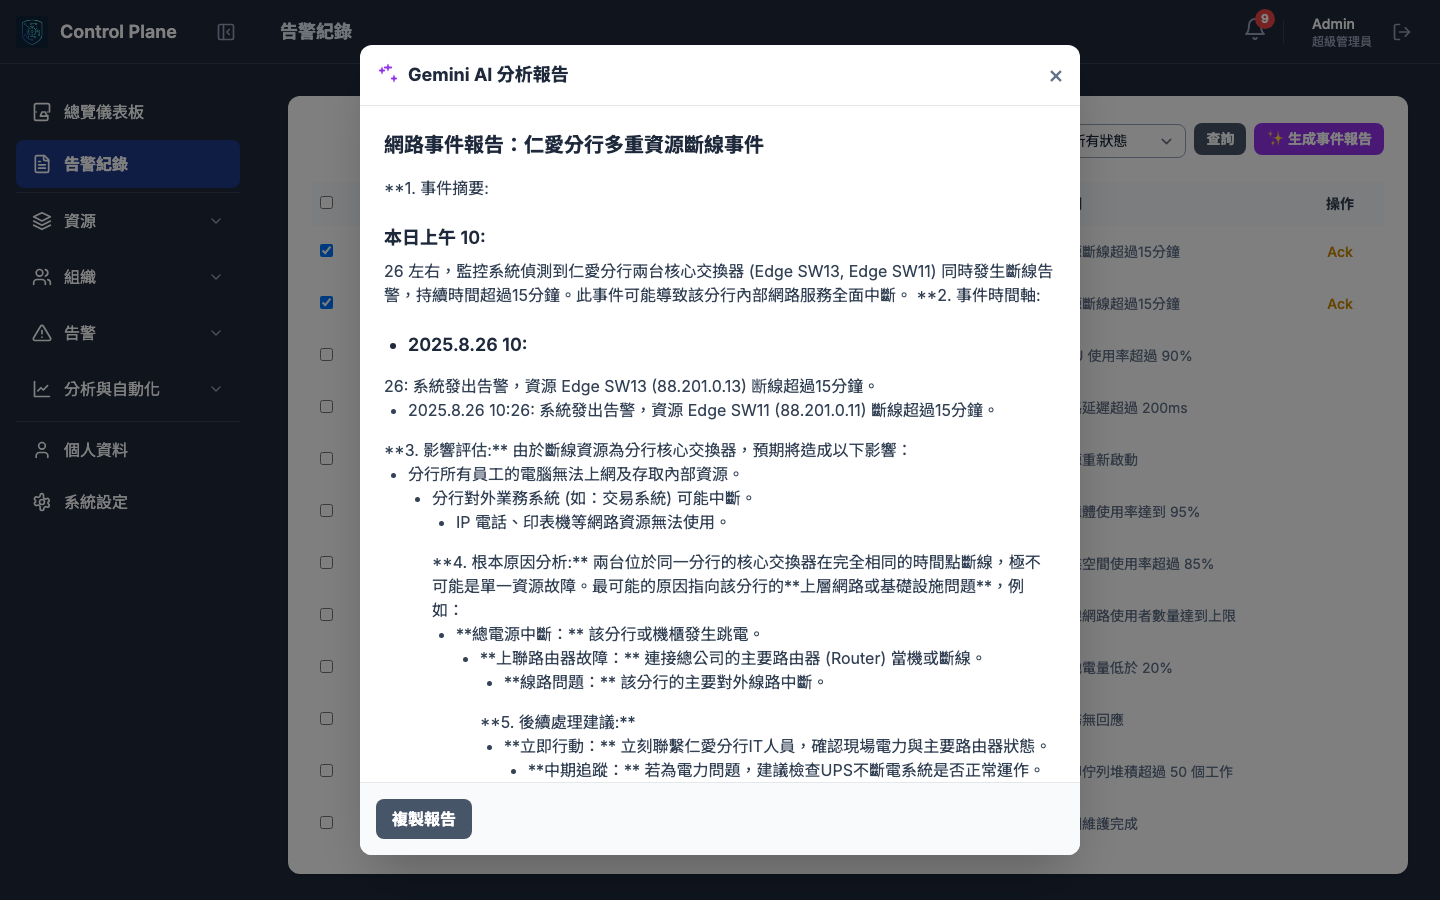 Control Plane
告警紀錄
9
Admin
超級管理員
總覽儀表板
告警紀錄
資源
組織
告警
分析與自動化
個人資料
系統設定
Gemini AI 分析報告
網路事件報告：仁愛分行多重資源斷線事件
**1. 事件摘要:
本日上午 10:
26 左右，監控系統偵測到仁愛分行兩台核心交換器 (Edge SW13, Edge SW11) 同時發生斷線告
警，持續時間超過15分鐘。此事件可能導致該分行內部網路服務全面中斷。 **2. 事件時間軸:
• 2025.8.26 10:
26: 系統發出告警，資源 Edge SW13 (88.201.0.13) 断線超過15分鐘。
• 2025.8.26 10:26: 系統發出告警，資源 Edge SW11 (88.201.0.11) 斷線超過15分鐘。
**3. 影響評估:** 由於斷線資源為分行核心交換器，預期將造成以下影響：
• 分行所有員工的電腦無法上網及存取內部資源。
• 分行對外業務系統 (如：交易系統) 可能中斷。
• IP 電話、印表機等網路資源無法使用。
**4. 根本原因分析:** 兩台位於同一分行的核心交換器在完全相同的時間點斷線，極不
可能是單一資源故障。最可能的原因指向該分行的**上層網路或基礎設施問題**，例
如：
• **總電源中斷：** 該分行或機櫃發生跳電。
• **上聯路由器故障：** 連接總公司的主要路由器 (Router) 當機或斷線。
• **線路問題：** 該分行的主要對外線路中斷。
**5. 後續處理建議:**
• **立即行動：** 立刻聯繫仁愛分行IT人員，確認現場電力與主要路由器狀態。
• **中期追蹤：** 若為電力問題，建議檢查UPS不斷電系統是否正常運作。
複製報告
所有狀態
查詢
✨ 生成事件報告
操作
斷線超過15分鐘
Ack
斷線超過15分鐘
Ack
使用率超過 90%
延遲超過 200ms
重新啟動
體使用率達到 95%
空間使用率超過 85%
網路使用者數量達到上限
電量低於 20%
無回應
佇列堆積超過 50 個工作
維護完成